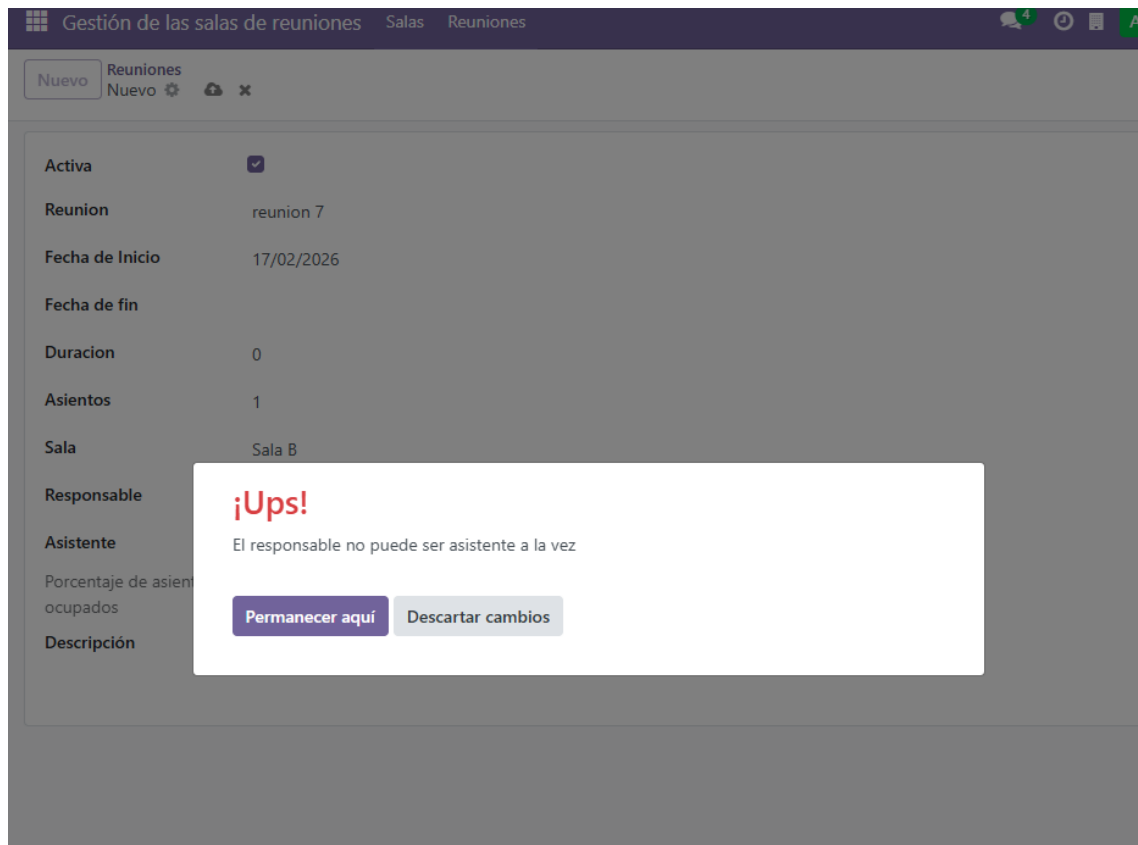 Gestión de las salas de reuniones Salas Reuniones 4
Nuevo
Reuniones
Nuevo
Activa
Reunion reunion 7
Fecha de Inicio 17/02/2026
Fecha de fin
Duracion 0
Asientos 1
Sala Sala B
Responsable
Asistente
Porcentaje de asient
ocupados
Descripción
¡Ups!
El responsable no puede ser asistente a la vez
Permanecer aquí Descartar cambios